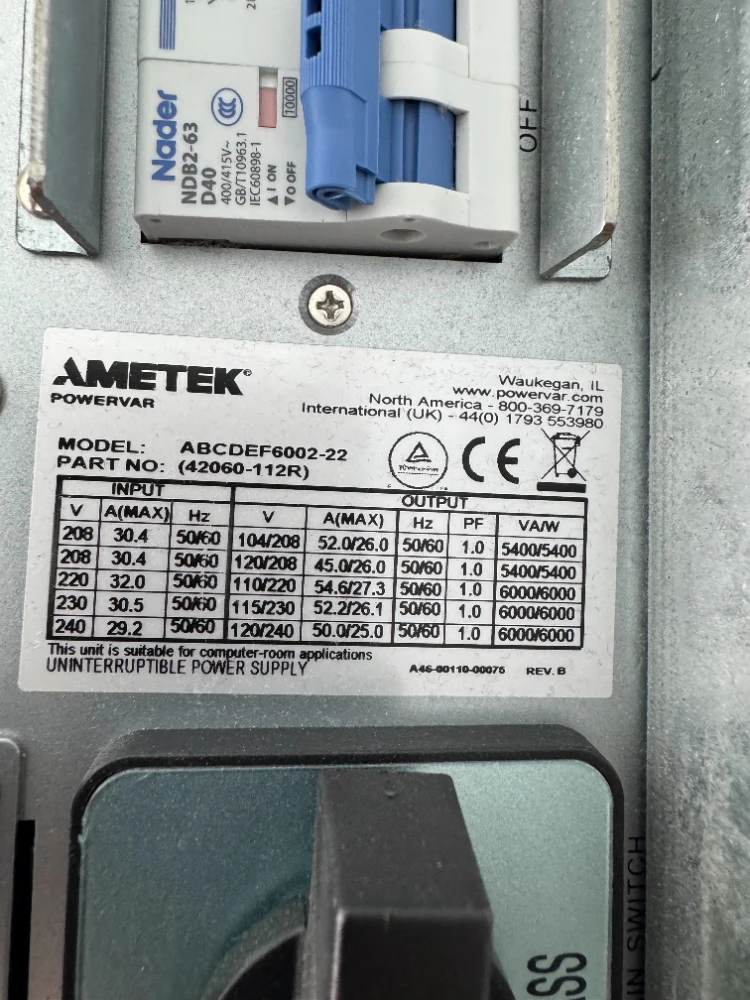 Nader
NDB2-63
D40
400/415V~
GB/T10963.1
IEC60898-1
▲ I ON
▼ O OFF
10000
OFF
AMETEK®
POWERVAR
Waukegan, IL
www.powervar.com
North America - 800-369-7179
International (UK) - 44(0) 1793 553980
MODEL: ABCDEF6002-22
PART NO: (42060-112R)
CE
INPUT OUTPUT
V A(MAX) Hz V A(MAX) Hz PF VA/W
208 30.4 50/60 104/208 52.0/26.0 50/60 1.0 5400/5400
208 30.4 50/60 120/208 45.0/26.0 50/60 1.0 5400/5400
220 32.0 50/60 110/220 54.6/27.3 50/60 1.0 6000/6000
230 30.5 50/60 115/230 52.2/26.1 50/60 1.0 6000/6000
240 29.2 50/60 120/240 50.0/25.0 50/60 1.0 6000/6000
This unit is suitable for computer-room applications
UNINTERRUPTIBLE POWER SUPPLY
A46-00110-00075 REV. B
SWITCH